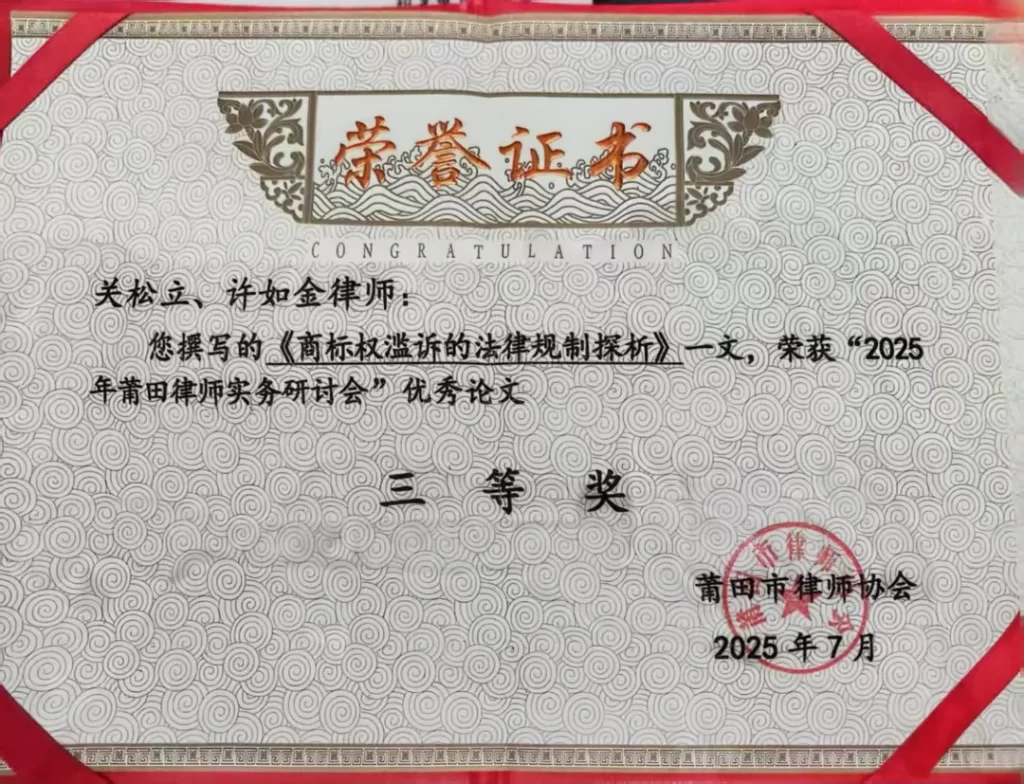 荣誉证书
CONGRATULATION
关松立、许如金律师：
您撰写的《商标权滥诉的法律规制探析》一文，荣获“2025
年莆田律师实务研讨会”优秀论文
三等奖
莆田市律师协会
2025年7月